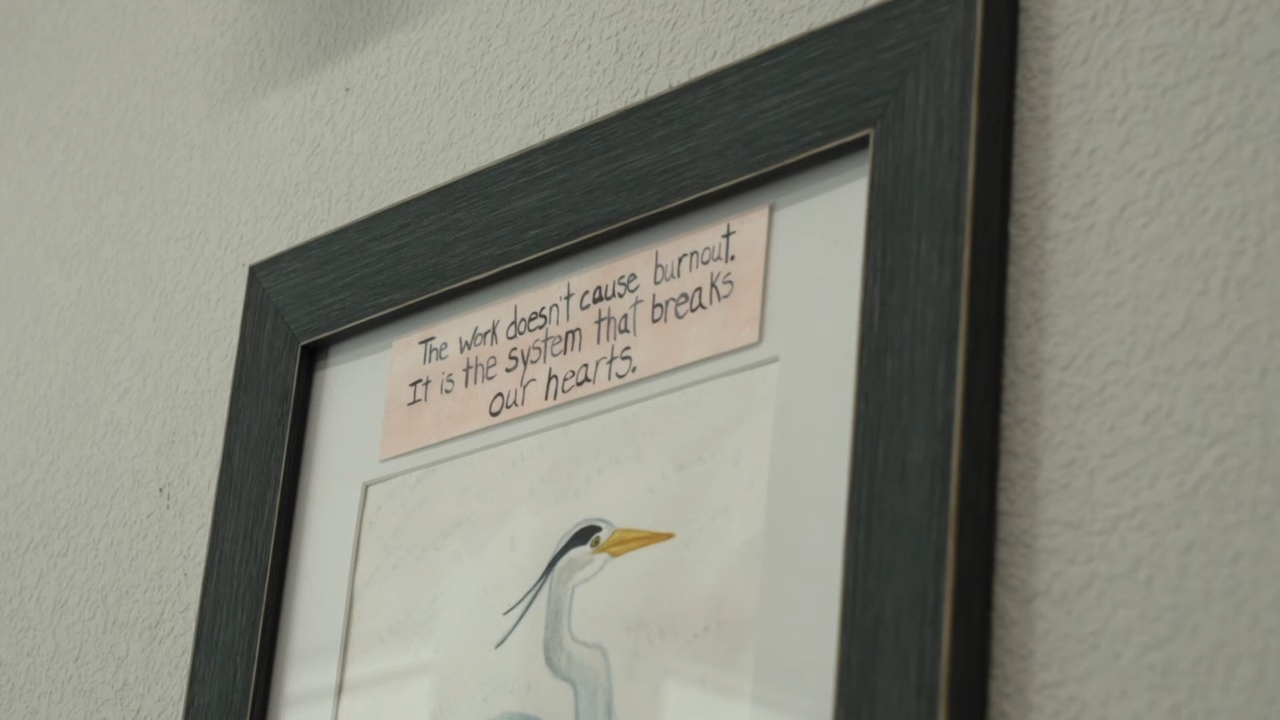 The work doesn't cause burnout.
It is the system that breaks
our hearts.